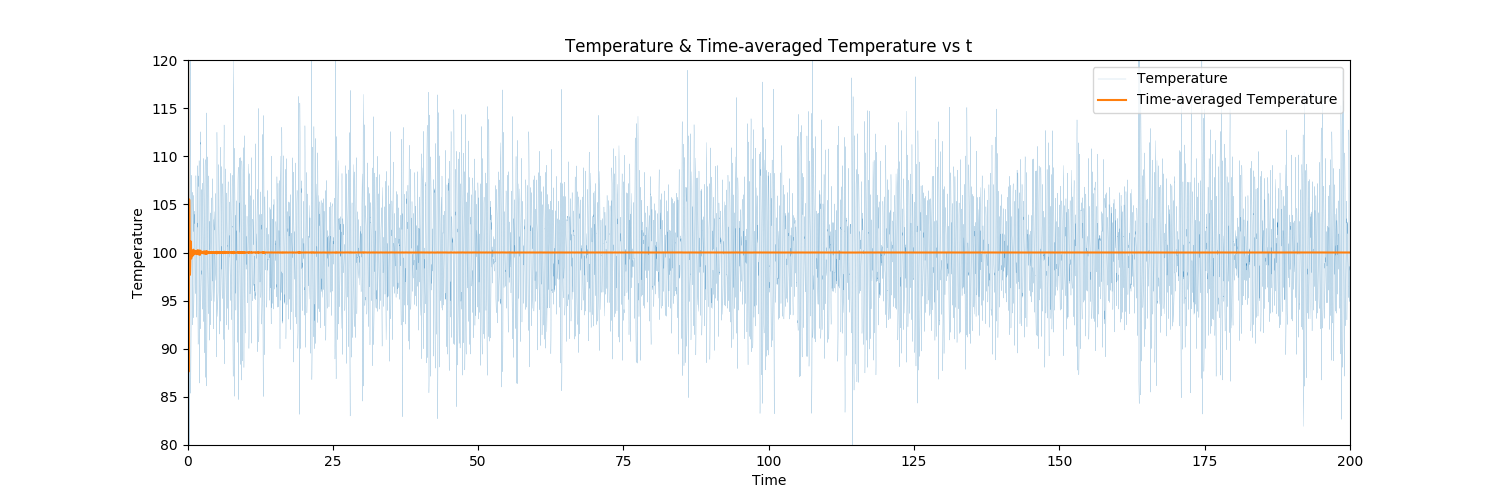 Temperature & Time-averaged Temperature vs t
Temperature
Time-averaged Temperature
120
115
110
105
100
95
90
85
80
Temperature
0 25 50 75 100 125 150 175 200
Time